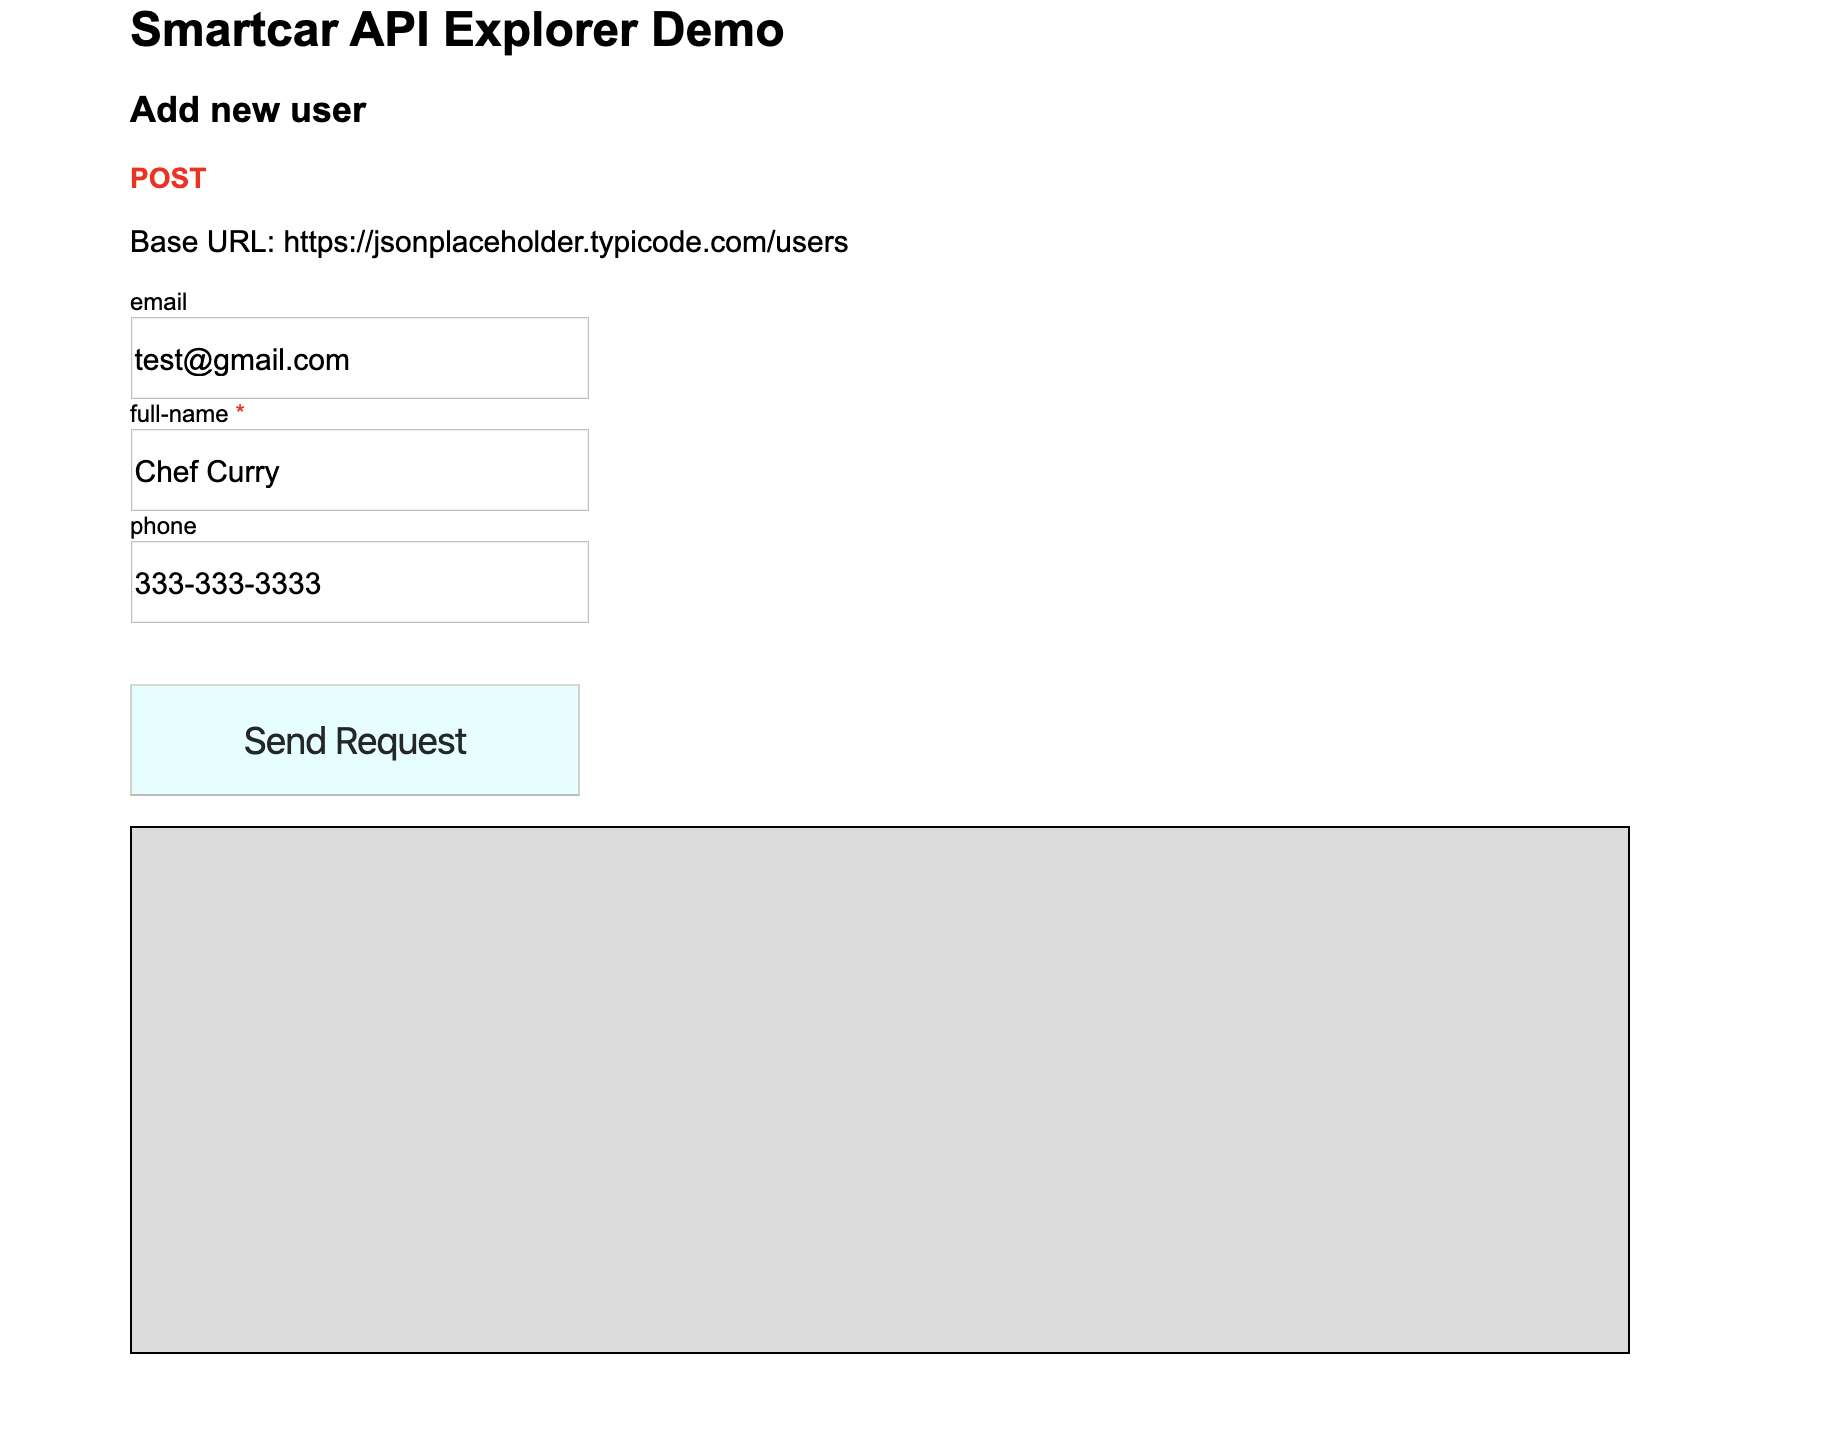 Smartcar API Explorer Demo
Add new user
POST
Base URL: https://jsonplaceholder.typicode.com/users
email
test@gmail.com
full-name *
Chef Curry
phone
333-333-3333
Send Request